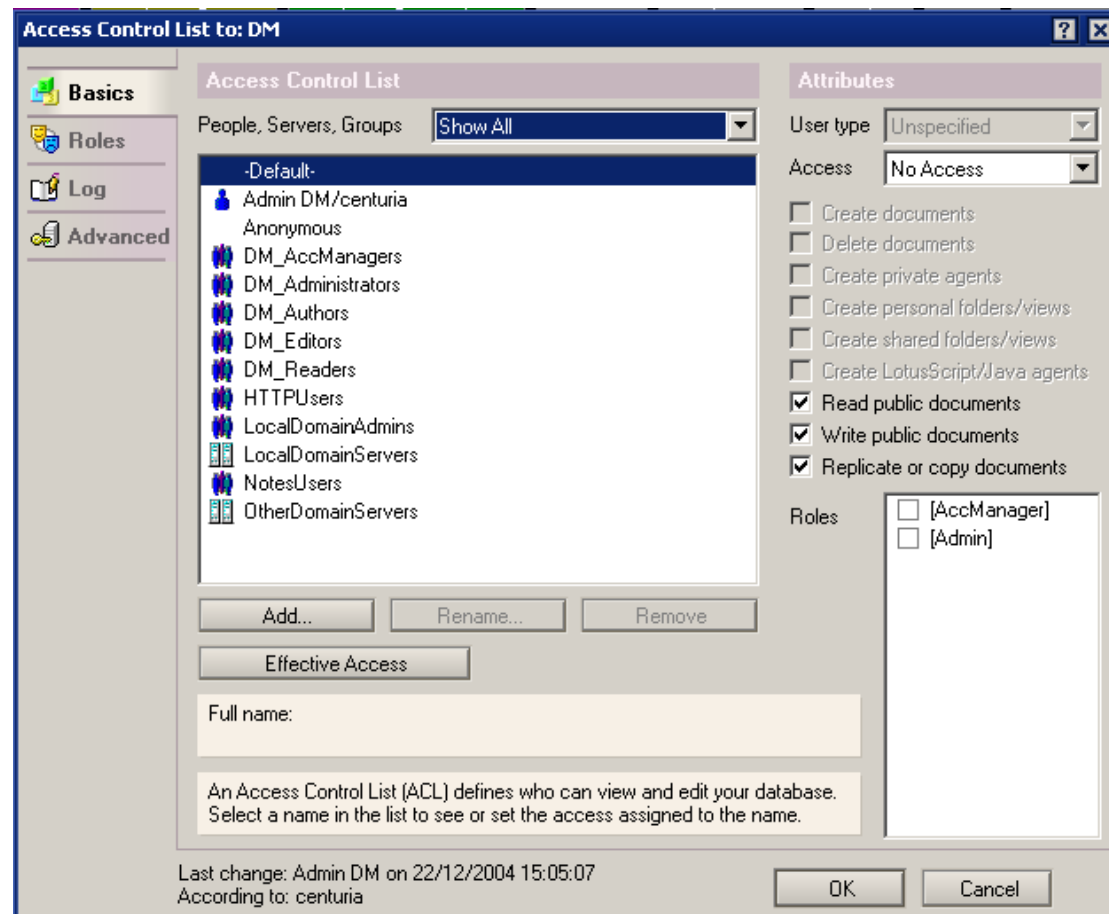 Access Control List to: DM
Basics
Roles
Log
Advanced
Access Control List
People, Servers, Groups
Show All
-Default-
Admin DM/centuria
Anonymous
DM_AccManagers
DM_Administrators
DM_Authors
DM_Editors
DM_Readers
HTTPUsers
LocalDomainAdmins
LocalDomainServers
NotesUsers
OtherDomainServers
Add...
Rename...
Remove
Effective Access
Full name:
An Access Control List (ACL) defines who can view and edit your database.
Select a name in the list to see or set the access assigned to the name.
Attributes
User type
Unspecified
Access
No Access
Create documents
Delete documents
Create private agents
Create personal folders/views
Create shared folders/views
Create LotusScript/Java agents
Read public documents
Write public documents
Replicate or copy documents
Roles
[AccManager]
[Admin]
Last change: Admin DM on 22/12/2004 15:05:07
According to: centuria
OK
Cancel